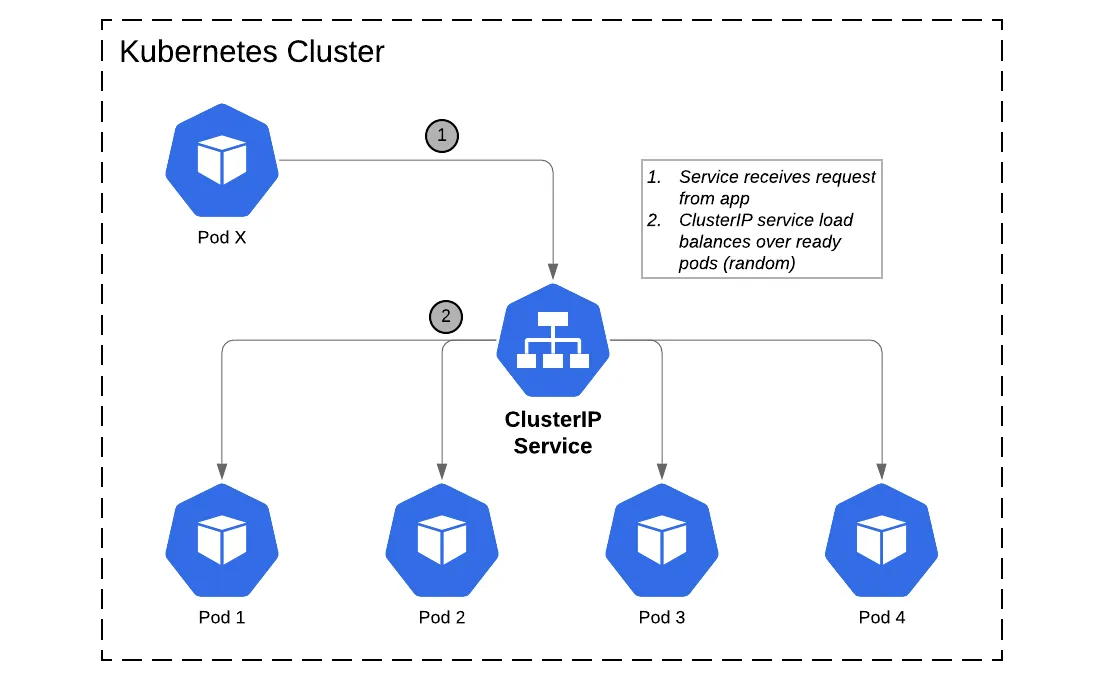 Kubernetes Cluster
1
Pod X
1. Service receives request
from app
2. ClusterIP service load
balances over ready
pods (random)
2
ClusterIP
Service
Pod 1
Pod 2
Pod 3
Pod 4